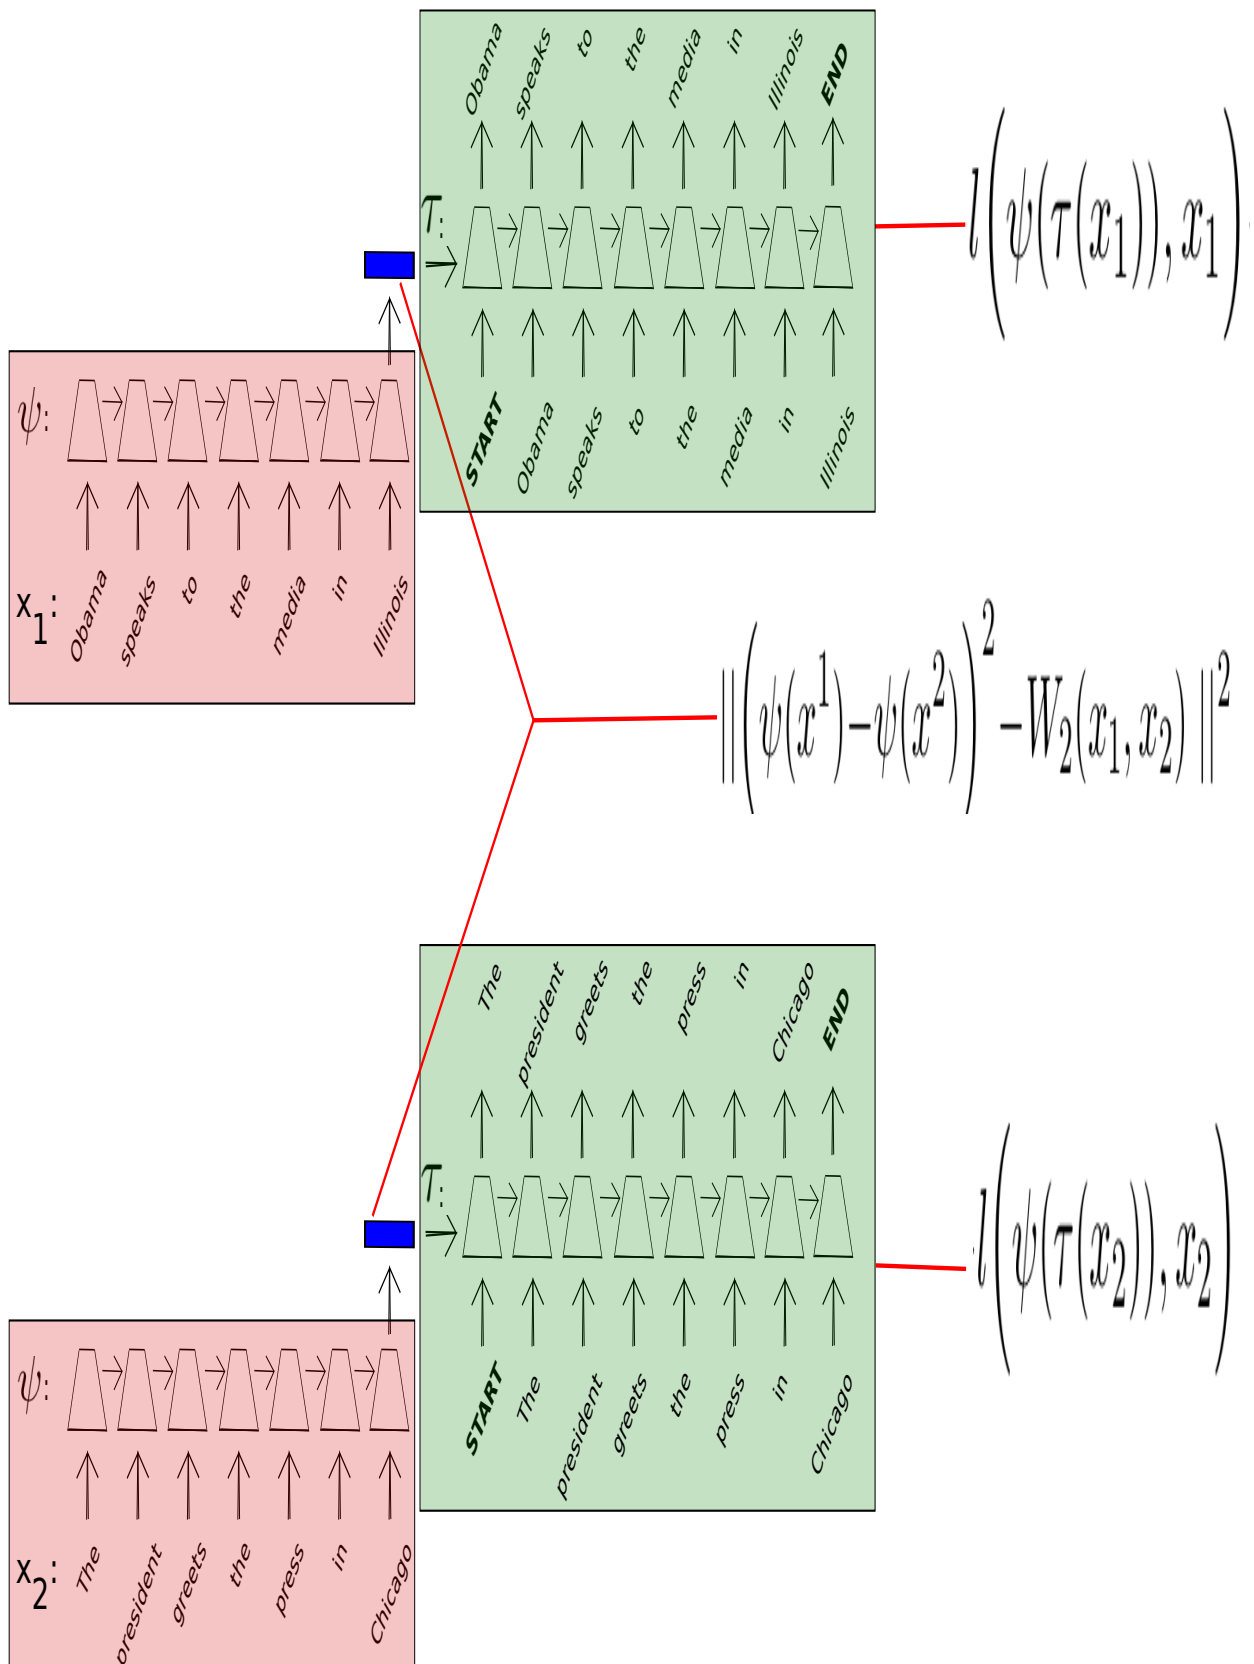 Obama speaks to the media in Illinois END
τ:
START Obama speaks to the media in Illinois
l(ψ(τ(x₁)), x₁)
ψ:
x₁: Obama speaks to the media in Illinois
||(ψ(x¹)−ψ(x²))² −W₂(x₁, x₂)||²
The president greets the press in Chicago END
τ:
START The president greets the press in Chicago
l(ψ(τ(x₂)), x₂)
ψ:
x₂: The president greets the press in Chicago